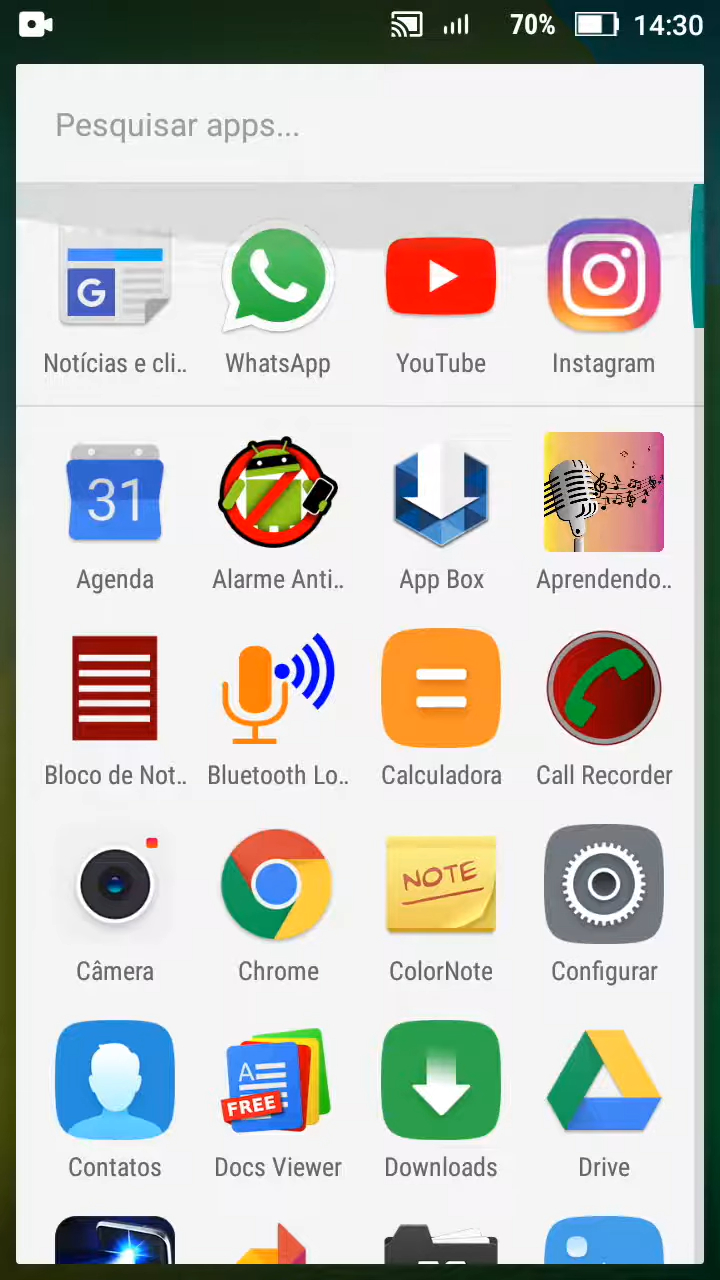 70% 14:30
Pesquisar apps...
G
Notícias e cli.. WhatsApp YouTube Instagram
31
Agenda Alarme Anti.. App Box Aprendendo..
Bloco de Not.. Bluetooth Lo.. Calculadora Call Recorder
NOTE
Câmera Chrome ColorNote Configurar
A
FREE
Contatos Docs Viewer Downloads Drive